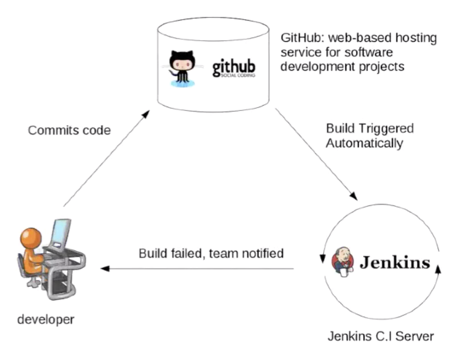 GitHub: web-based hosting
service for software
development projects
github
SOCIAL CODING
Commits code
Build Triggered
Automatically
Build failed, team notified
Jenkins
developer
Jenkins C.I Server